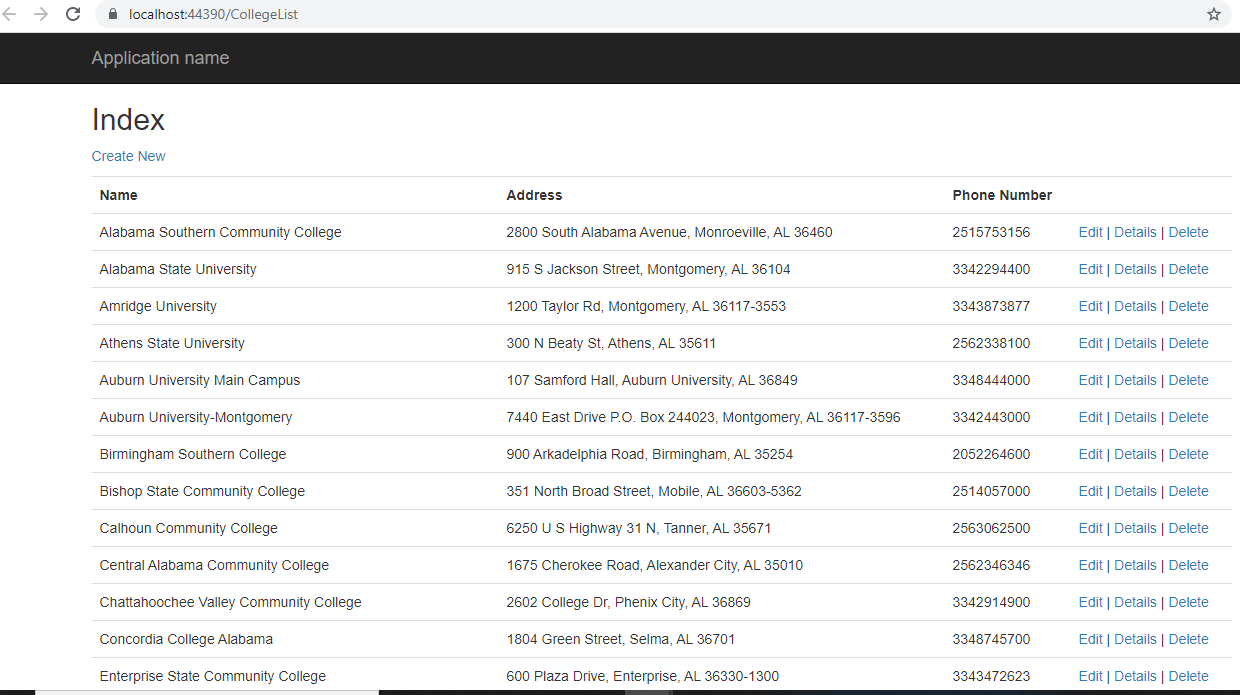 localhost:44390/CollegeList
Application name
Index
Create New
Name Address Phone Number
Alabama Southern Community College 2800 South Alabama Avenue, Monroeville, AL 36460 2515753156 Edit | Details | Delete
Alabama State University 915 S Jackson Street, Montgomery, AL 36104 3342294400 Edit | Details | Delete
Amridge University 1200 Taylor Rd, Montgomery, AL 36117-3553 3343873877 Edit | Details | Delete
Athens State University 300 N Beaty St, Athens, AL 35611 2562338100 Edit | Details | Delete
Auburn University Main Campus 107 Samford Hall, Auburn University, AL 36849 3348444000 Edit | Details | Delete
Auburn University-Montgomery 7440 East Drive P.O. Box 244023, Montgomery, AL 36117-3596 3342443000 Edit | Details | Delete
Birmingham Southern College 900 Arkadelphia Road, Birmingham, AL 35254 2052264600 Edit | Details | Delete
Bishop State Community College 351 North Broad Street, Mobile, AL 36603-5362 2514057000 Edit | Details | Delete
Calhoun Community College 6250 U S Highway 31 N, Tanner, AL 35671 2563062500 Edit | Details | Delete
Central Alabama Community College 1675 Cherokee Road, Alexander City, AL 35010 2562346346 Edit | Details | Delete
Chattahoochee Valley Community College 2602 College Dr, Phenix City, AL 36869 3342914900 Edit | Details | Delete
Concordia College Alabama 1804 Green Street, Selma, AL 36701 3348745700 Edit | Details | Delete
Enterprise State Community College 600 Plaza Drive, Enterprise, AL 36330-1300 3343472623 Edit | Details | Delete